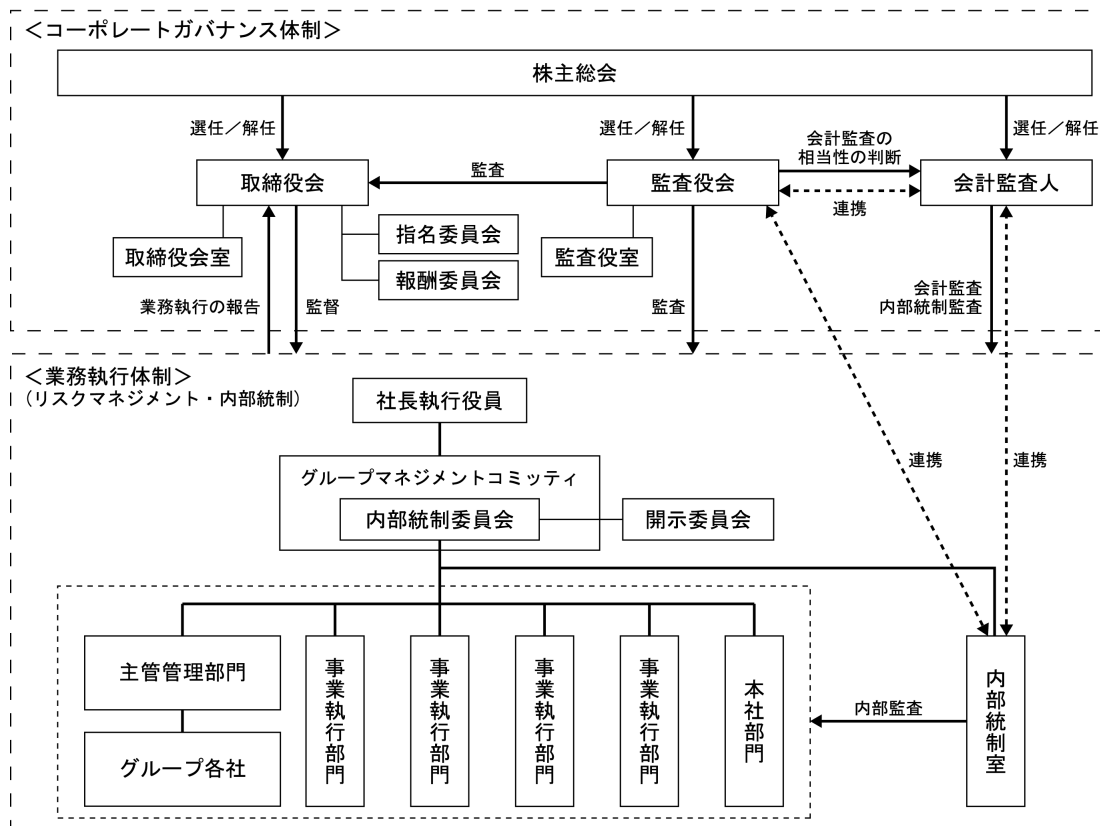 ＜コーポレートガバナンス体制＞
株主総会
選任／解任
選任／解任
選任／解任
会計監査の
相当性の判断
取締役会
監査
監査役会
会計監査人
連携
取締役会室
指名委員会
報酬委員会
監査役室
業務執行の報告
監督
監査
会計監査
内部統制監査
＜業務執行体制＞
（リスクマネジメント・内部統制）
社長執行役員
グループマネジメントコミッティ
内部統制委員会
開示委員会
連携
連携
主管管理部門
グループ各社
事業執行部門
事業執行部門
事業執行部門
事業執行部門
本社部門
内部監査
内部統制室